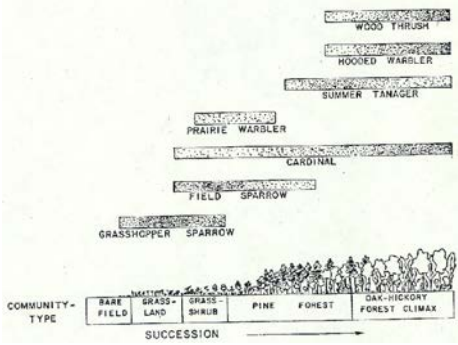 WOOD THRUSH
HOODED WARBLER
SUMMER TANAGER
PRAIRIE WARBLER
CARDINAL
FIELD SPARROW
GRASSHOPPER SPARROW
COMMUNITY-
TYPE
BARE
FIELD
GRASS-
LAND
GRASS-
SHRUB
PINE FOREST
OAK-HICKORY
FOREST CLIMAX
SUCCESSION